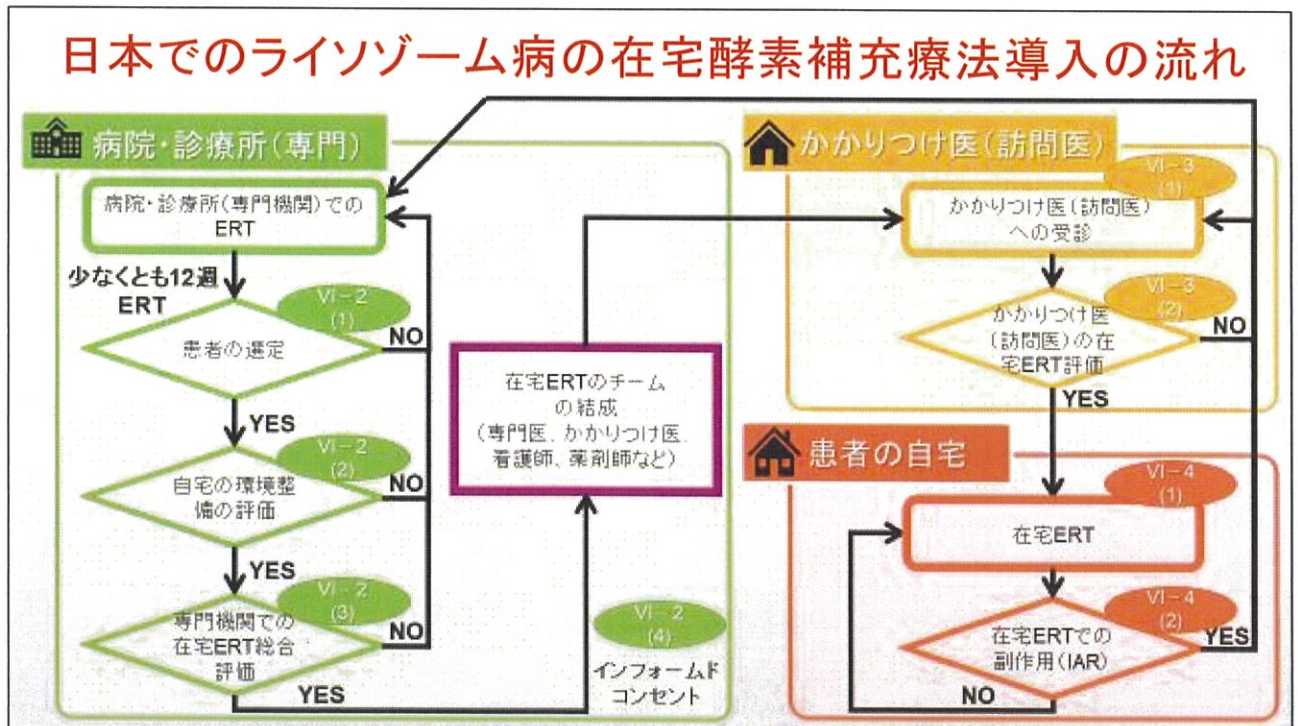 日本でのライソゾーム病の在宅酵素補充療法導入の流れ
病院・診療所(専門)
病院・診療所(専門機関)での
ERT
少なくとも12週
ERT
VI-2
(1)
患者の選定
NO
YES
VI-2
(2)
自宅の環境整
備の評価
NO
YES
VI-2
(3)
専門機関での
在宅ERT総合
評価
NO
YES
VI-2
(4)
インフォームド
コンセント
在宅ERTのチーム
の結成
(専門医、かかりつけ医、
看護師、薬剤師など)
かかりつけ医(訪問医)
VI-3
(1)
かかりつけ医(訪問医)
への受診
VI-3
(2)
かかりつけ医
(訪問医)の在
宅ERT評価
NO
YES
患者の自宅
VI-4
(1)
在宅ERT
VI-4
(2)
在宅ERTでの
副作用(IAR)
YES
NO